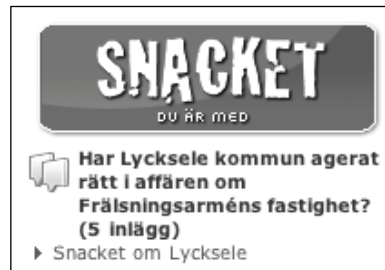 SNACKET
DU ÄR MED
Har Lycksele kommun agerat
rätt i affären om
Frälsningsarméns fastighet?
(5 inlägg)
Snacket om Lycksele